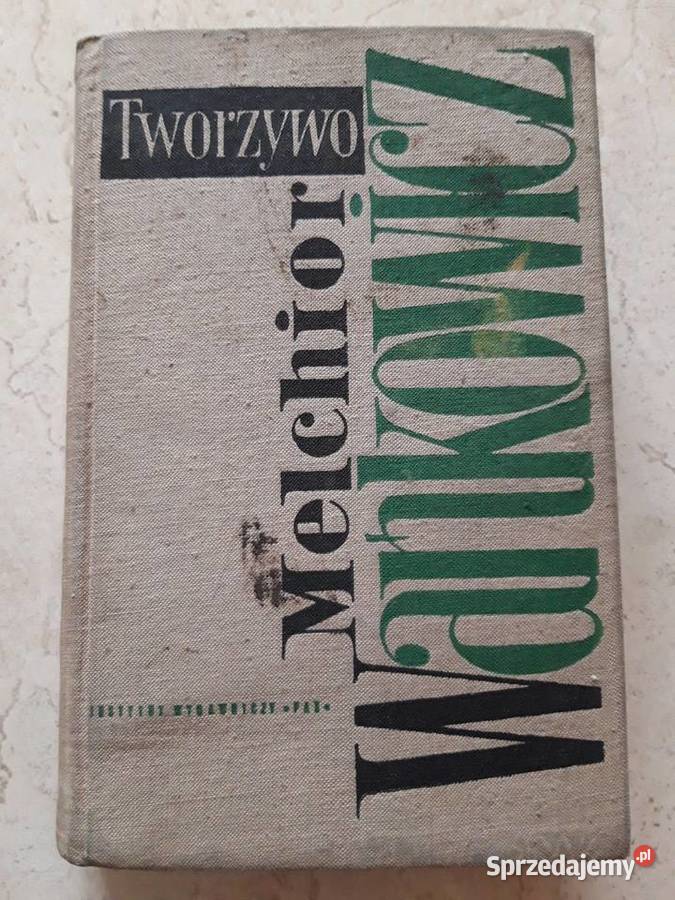 Tworzywo
Melchior
Wańkowicz
INSTYTUT WYDAWNICZY «PAX»
Sprzedajemy.pl